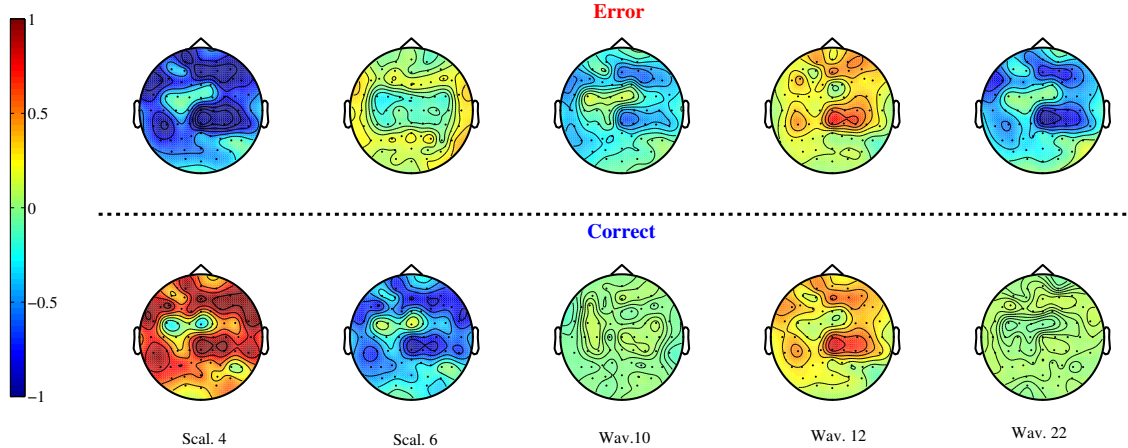 Error
1
0.5
0
−0.5
−1
Correct
Scal. 4
Scal. 6
Wav.10
Wav. 12
Wav. 22